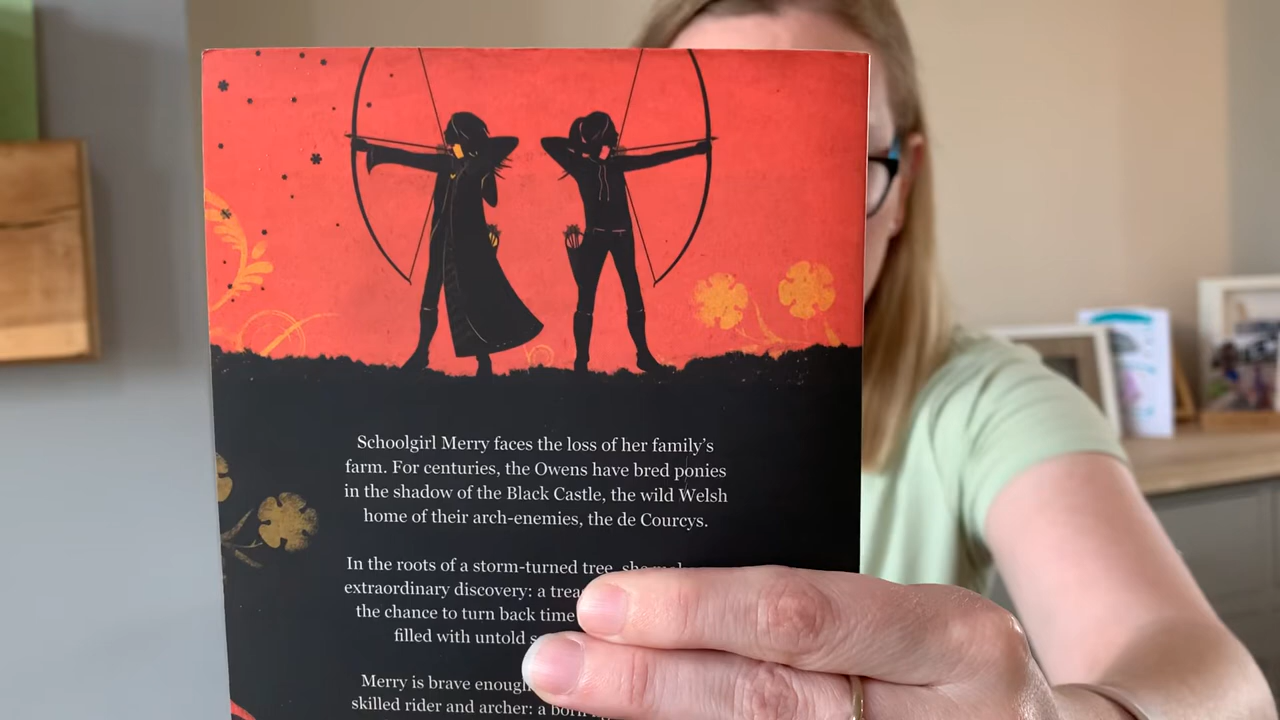 Schoolgirl Merry faces the loss of her family's
farm. For centuries, the Owens have bred ponies
in the shadow of the Black Castle, the wild Welsh
home of their arch-enemies, the de Courcys.
In the roots of a storm-turned tree, she
extraordinary discovery: a
the chance to turn back time
filled with untold
Merry is brave enough
skilled rider and archer: a born